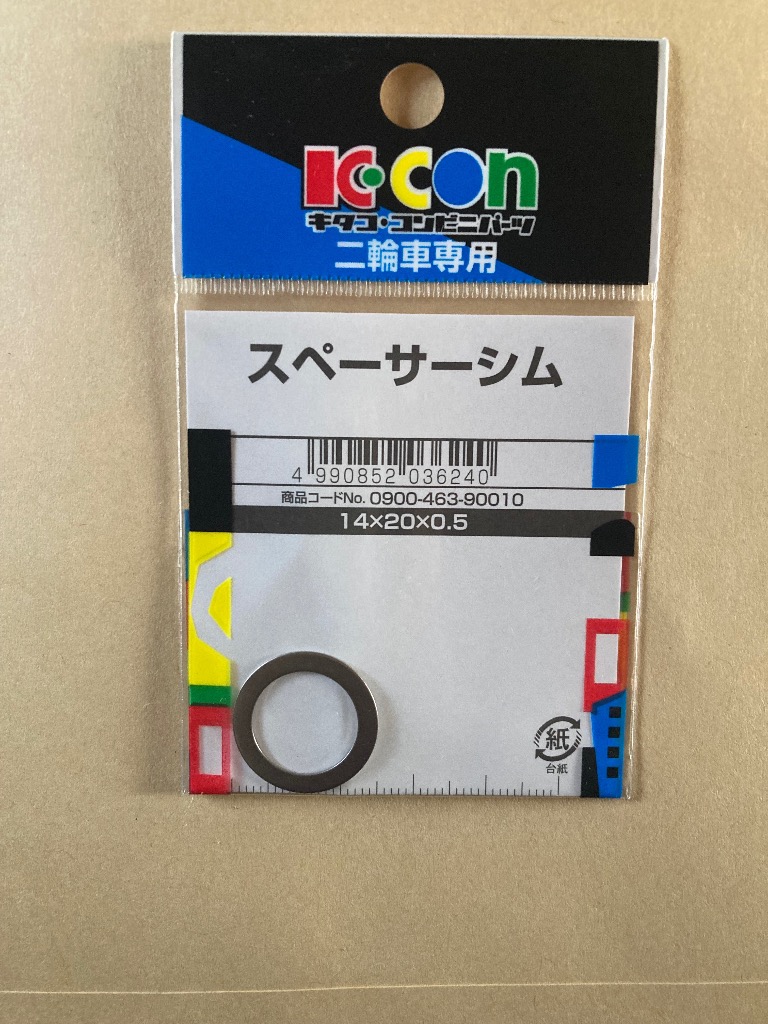 K・CON
キタコ・コンビニパーツ
二輪車専用
スペーサーシム
4 990852 036240
商品コードNo. 0900-463-90010
14×20×0.5
紙
台紙